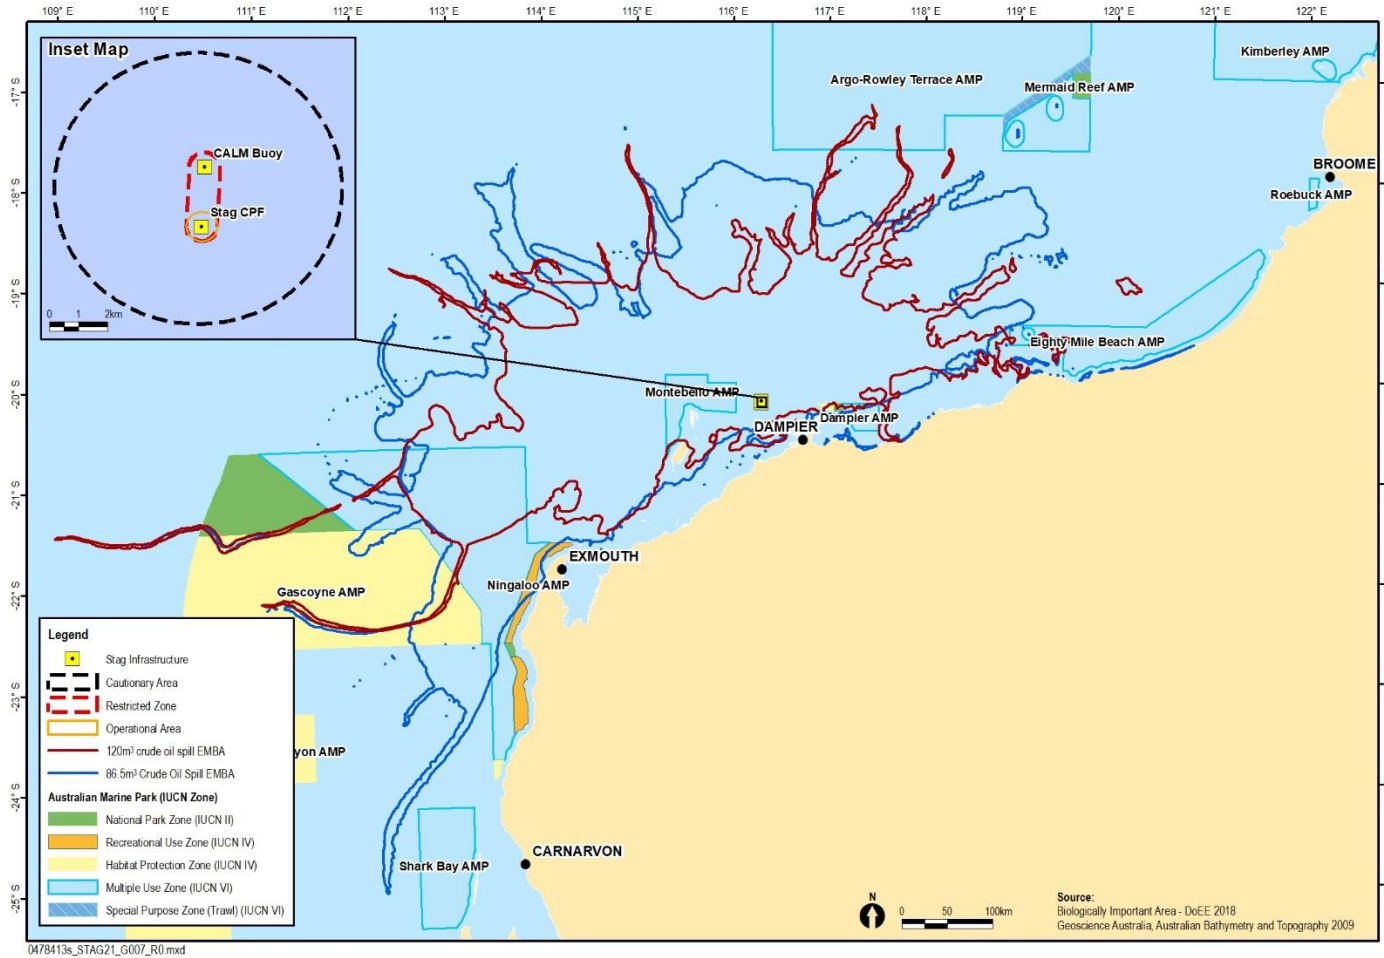 109° E 110° E 111° E 112° E 113° E 114° E 115° E 116° E 117° E 118° E 119° E 120° E 121° E 122° E
Inset Map
CALM Buoy
Stag CPF
0 1 2km
Kimberley AMP
Argo-Rowley Terrace AMP
Mermaid Reef AMP
BROOME
Roebuck AMP
Eighty Mile Beach AMP
Montebello AMP
Dampier AMP
DAMPIER
EXMOUTH
Ningaloo AMP
Gascoyne AMP
yon AMP
Shark Bay AMP
CARNARVON
-17° S
-18° S
-19° S
-20° S
-21° S
-22° S
-23° S
-24° S
-25° S
Legend
Stag Infrastructure
Cautionary Area
Restricted Zone
Operational Area
120m³ crude oil spill EMBA
86.5m³ Crude Oil Spill EMBA
Australian Marine Park (IUCN Zone)
National Park Zone (IUCN II)
Recreational Use Zone (IUCN IV)
Habitat Protection Zone (IUCN IV)
Multiple Use Zone (IUCN VI)
Special Purpose Zone (Trawl) (IUCN VI)
N
0 50 100km
Source:
Biologically Important Area - DoEE 2018
Geoscience Australia, Australian Bathymetry and Topography 2009
0478413s_STAG21_G007_R0.mxd